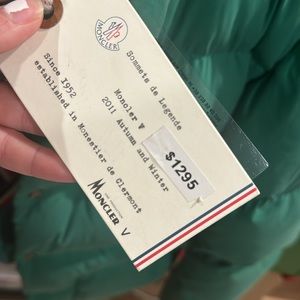 MONCLER
Sommets de Legende
Moncler V
2011 Autumn and Winter
$1295
Since 1952
established in Monestier de Clermont
MONCLER V